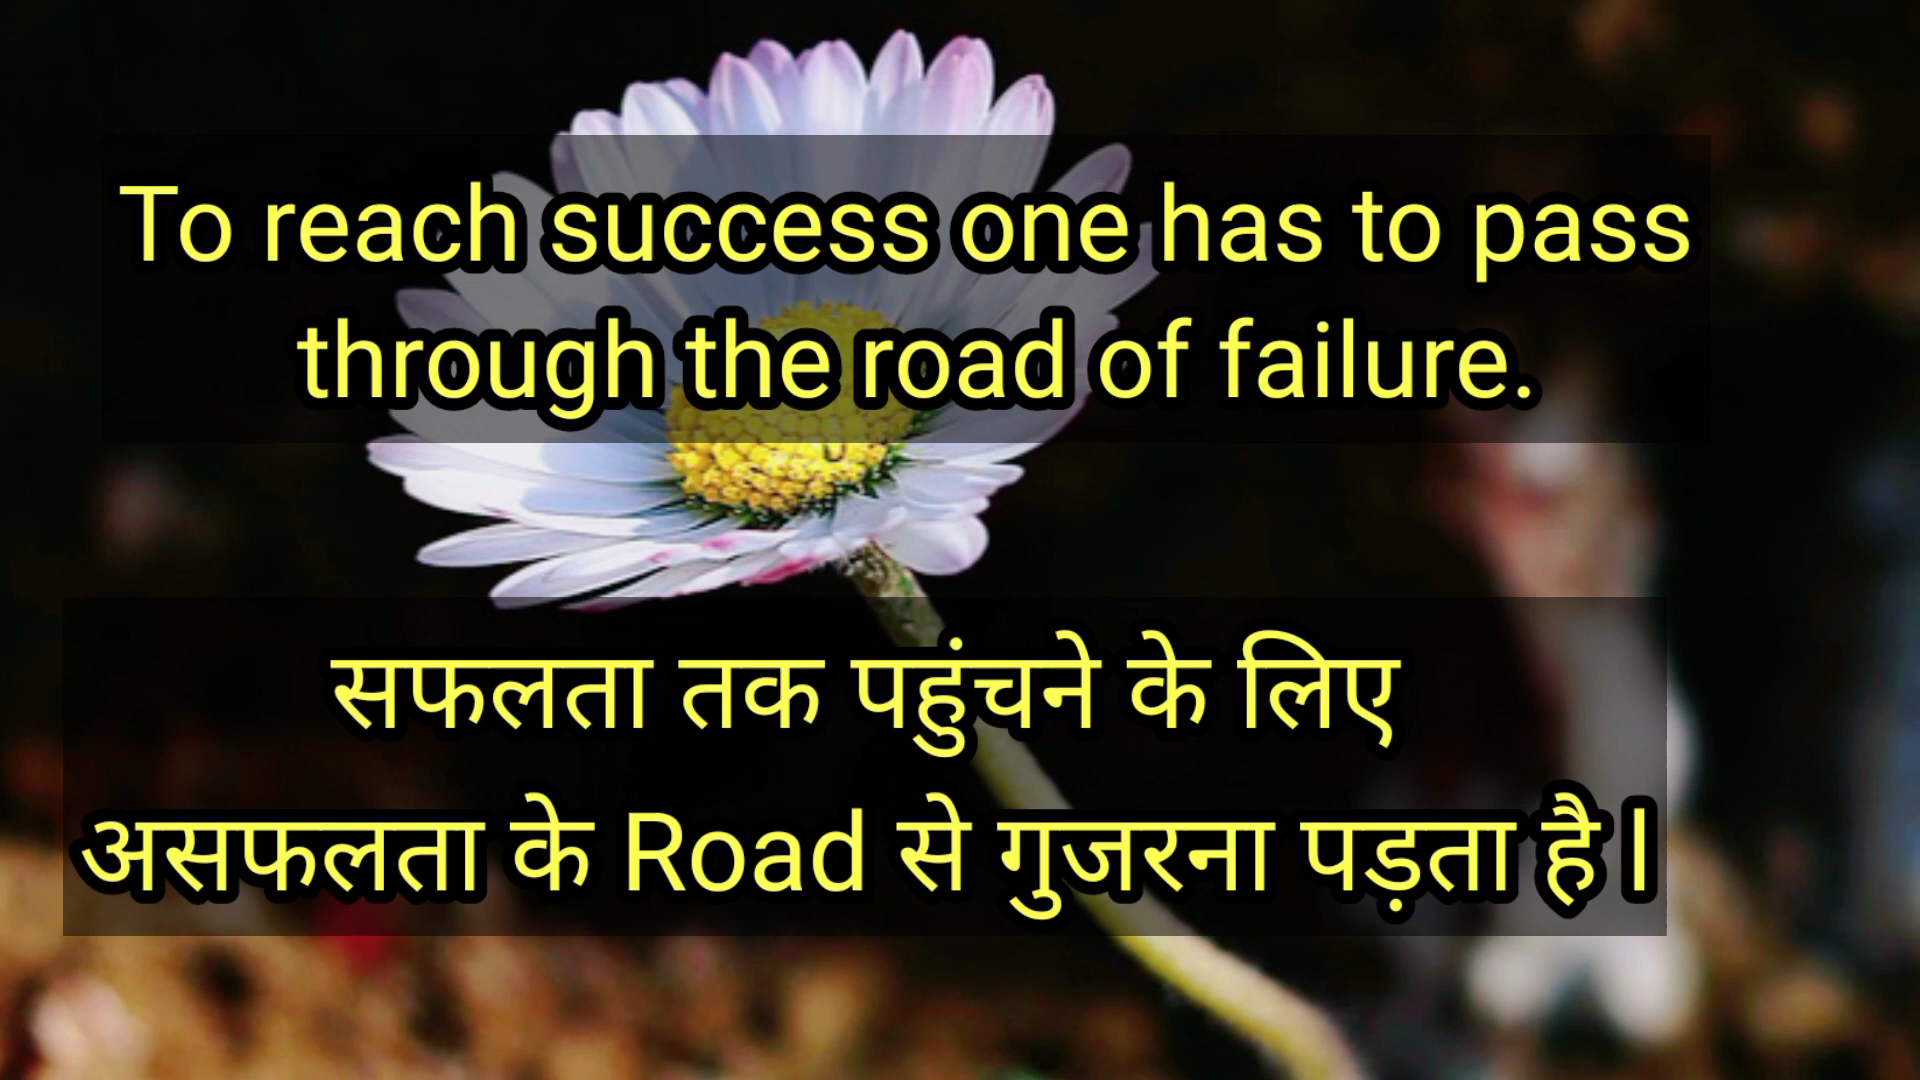 To reach success one has to pass
through the road of failure.
सफलता तक पहुंचने के लिए
असफलता के Road से गुजरना पड़ता है l